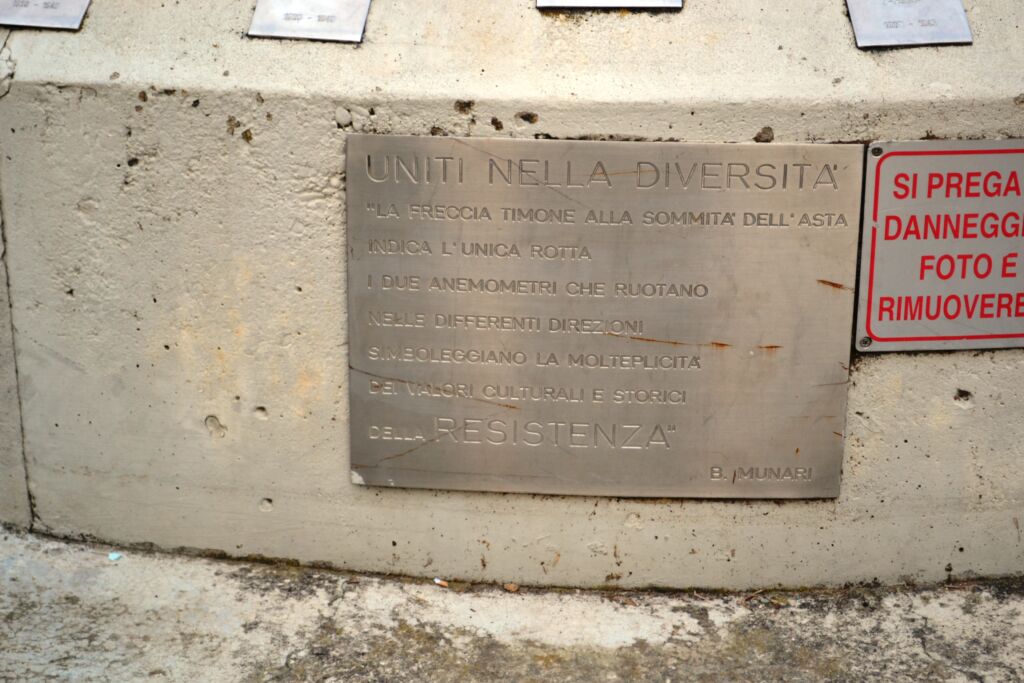 UNITI NELLA DIVERSITA'
"LA FRECCIA TIMONE ALLA SOMMITA' DELL'ASTA
INDICA L'UNICA ROTTA
I DUE ANEMOMETRI CHE RUOTANO
NELLE DIFFERENTI DIREZIONI
SIMBOLEGGIANO LA MOLTEPLICITA'
DEI VALORI CULTURALI E STORICI
DELLA RESISTENZA"
B. MUNARI
SI PREGA
DANNEGGI
FOTO E
RIMUOVERE